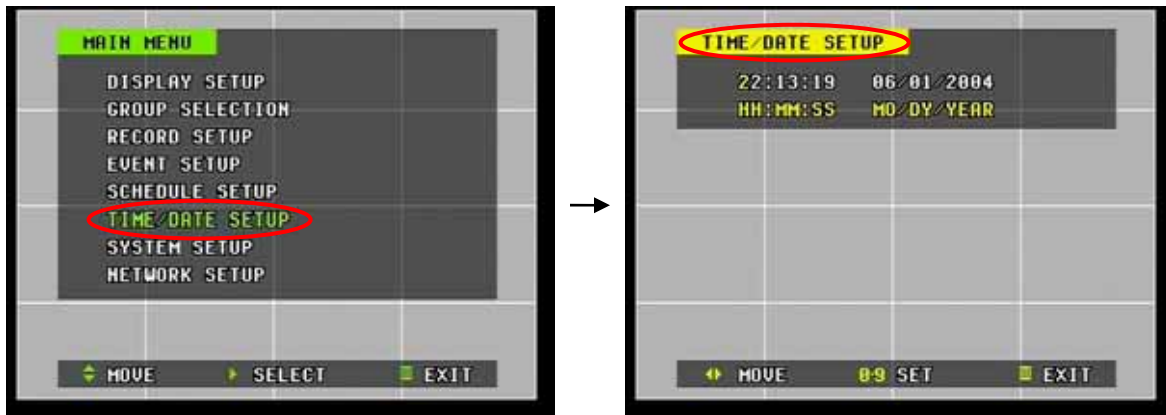 MAIN MENU
DISPLAY SETUP
GROUP SELECTION
RECORD SETUP
EVENT SETUP
SCHEDULE SETUP
TIME/DATE SETUP
SYSTEM SETUP
NETWORK SETUP
MOVE SELECT EXIT
TIME/DATE SETUP
22:13:19 06/01/2004
HH:MM:SS MO/DY/YEAR
MOVE 0-9 SET EXIT